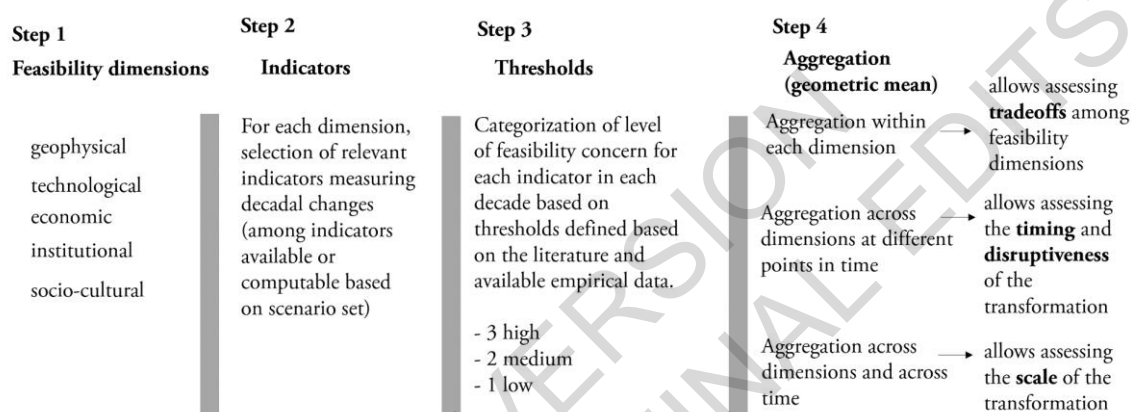 Step 1
Feasibility dimensions
geophysical
technological
economic
institutional
socio-cultural
Step 2
Indicators
For each dimension,
selection of relevant
indicators measuring
decadal changes
(among indicators
available or
computable based
on scenario set)
Step 3
Thresholds
Categorization of level
of feasibility concern for
each indicator in each
decade based on
thresholds defined based
on the literature and
available empirical data.
- 3 high
- 2 medium
- 1 low
Step 4
Aggregation
(geometric mean)
Aggregation within
each dimension
allows assessing
tradeoffs among
feasibility
dimensions
Aggregation across
dimensions at different
points in time
allows assessing
the timing and
disruptiveness
of the
transformation
Aggregation across
dimensions and across
time
allows assessing
the scale of the
transformation
VERSION
EDITS